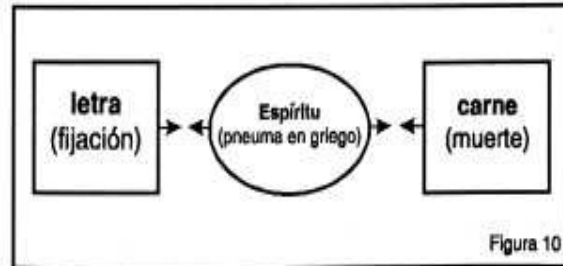 letra
(fijación)
Espíritu
(pneuma en griego)
carne
(muerte)
Figura 10